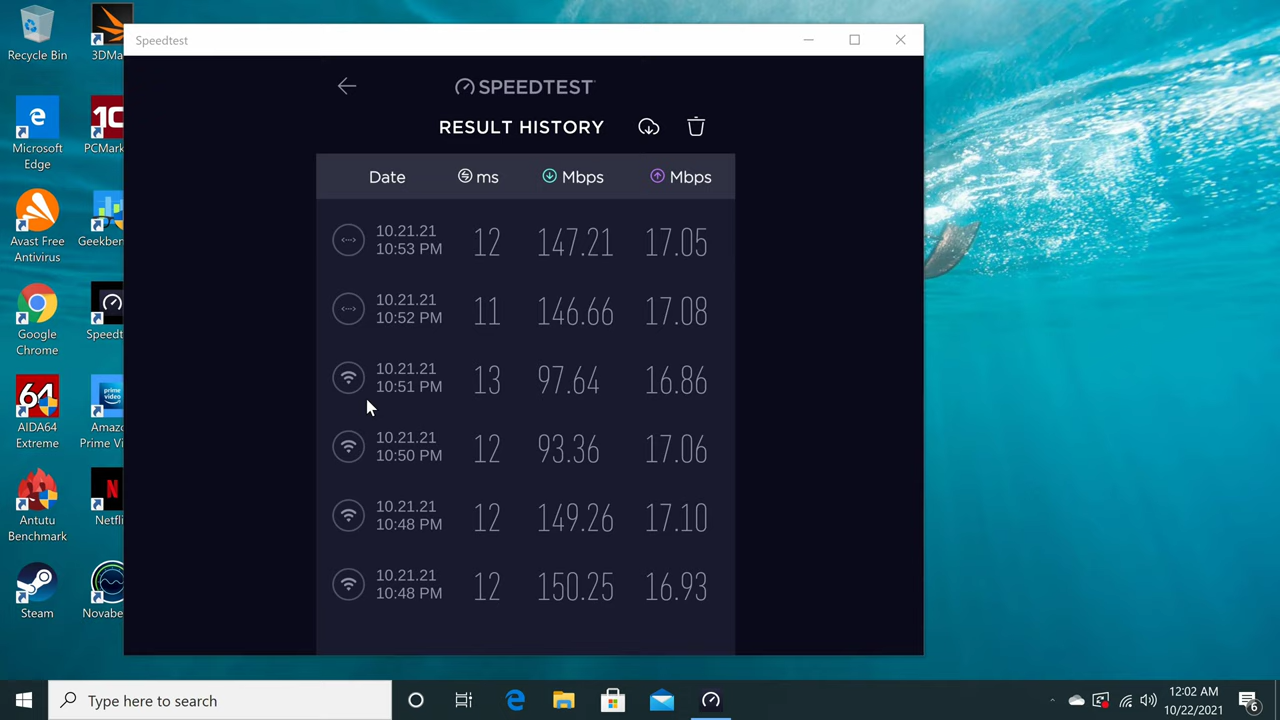 Recycle Bin
3DMa
Microsoft
Edge
1C
PCMark
Avast Free
Antivirus
Geekben
Google
Chrome
Speedt
64
AIDA64
Extreme
prime
video
Amazo
Prime Vi
Antutu
Benchmark
N
Netfli
Steam
Novabe
Speedtest
SPEEDTEST
RESULT HISTORY
Date ms Mbps Mbps
10.21.21
10:53 PM 12 147.21 17.05
10.21.21
10:52 PM 11 146.66 17.08
10.21.21
10:51 PM 13 97.64 16.86
10.21.21
10:50 PM 12 93.36 17.06
10.21.21
10:48 PM 12 149.26 17.10
10.21.21
10:48 PM 12 150.25 16.93
Type here to search
12:02 AM
10/22/2021
6